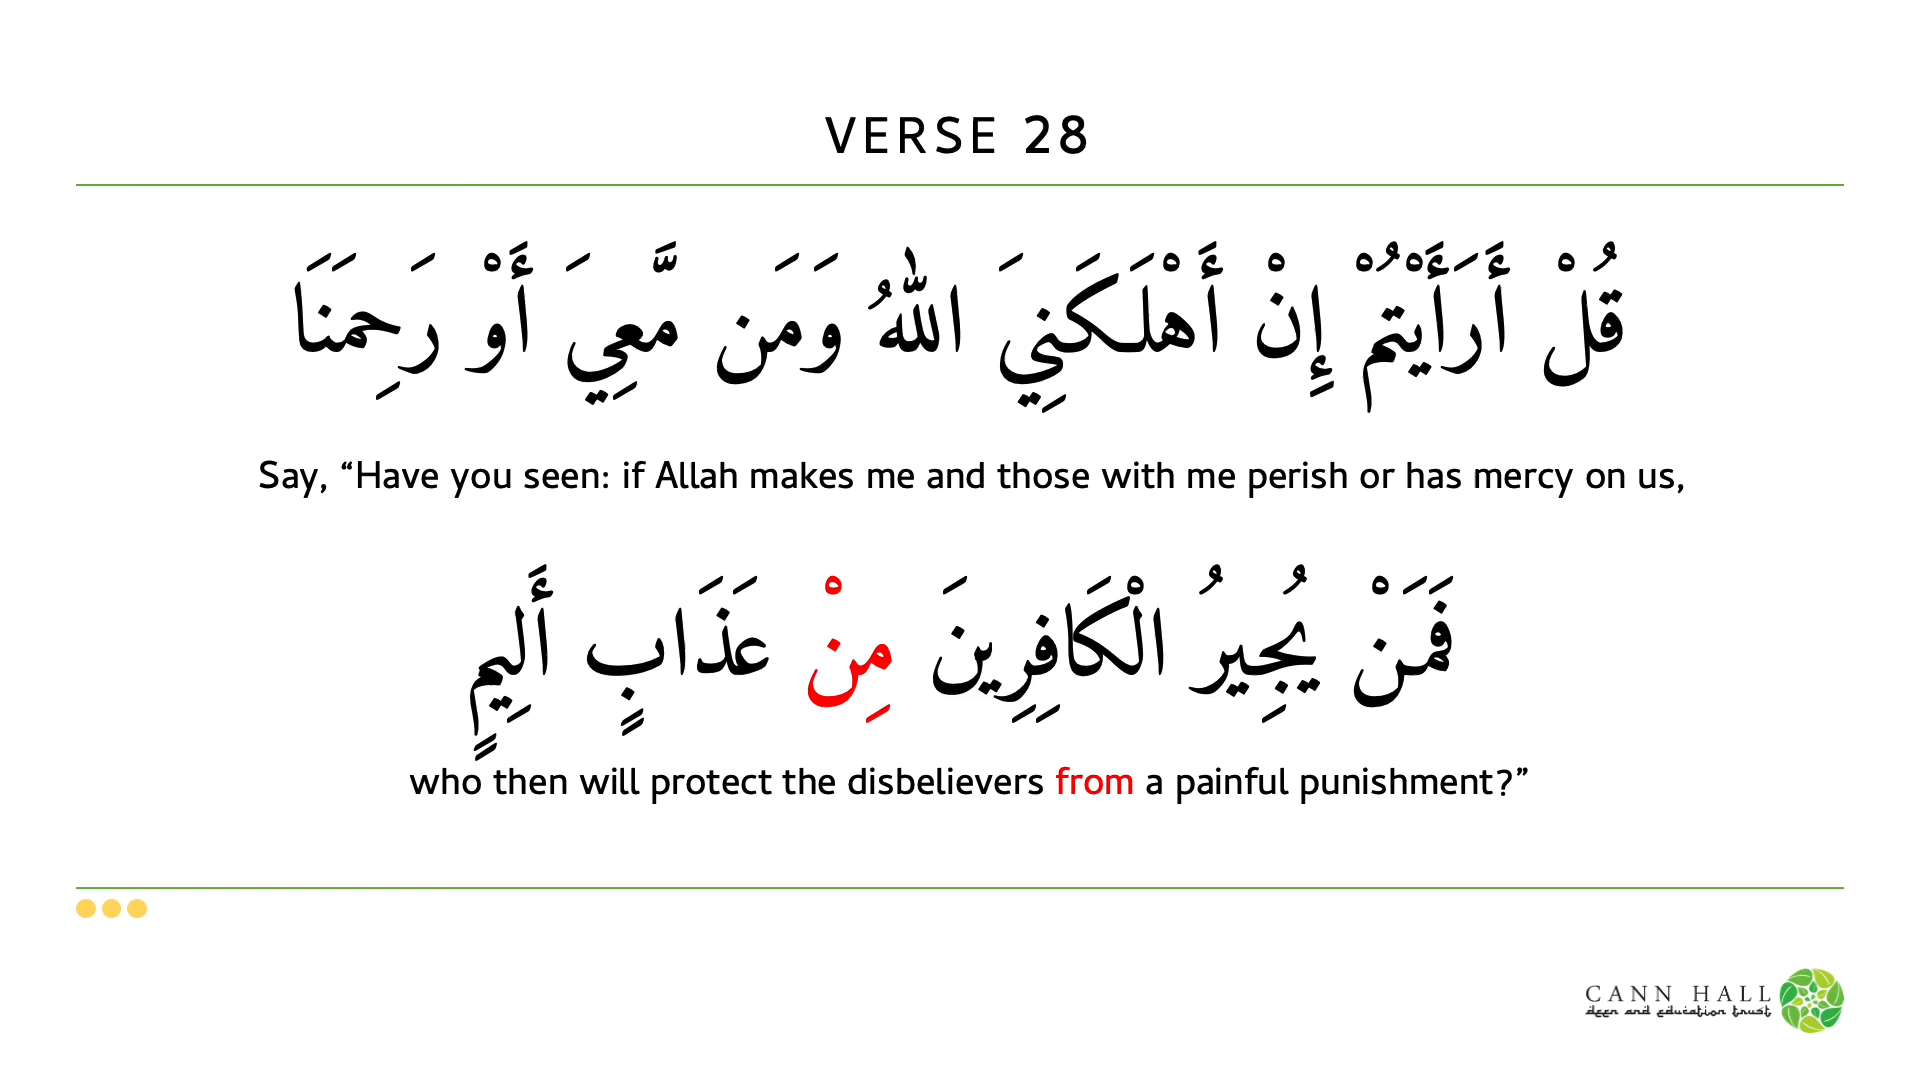 VERSE 28
قُلْ أَرَأَيْتُمْ إِنْ أَهْلَكَنِيَ اللَّهُ وَمَن مَّعِيَ أَوْ رَحِمَنَا
Say, “Have you seen: if Allah makes me and those with me perish or has mercy on us,
فَمَنْ يُجِيرُ الْكَافِرِينَ مِنْ عَذَابٍ أَلِيمٍ
who then will protect the disbelievers from a painful punishment?”
CANN HALL
deen and education trust